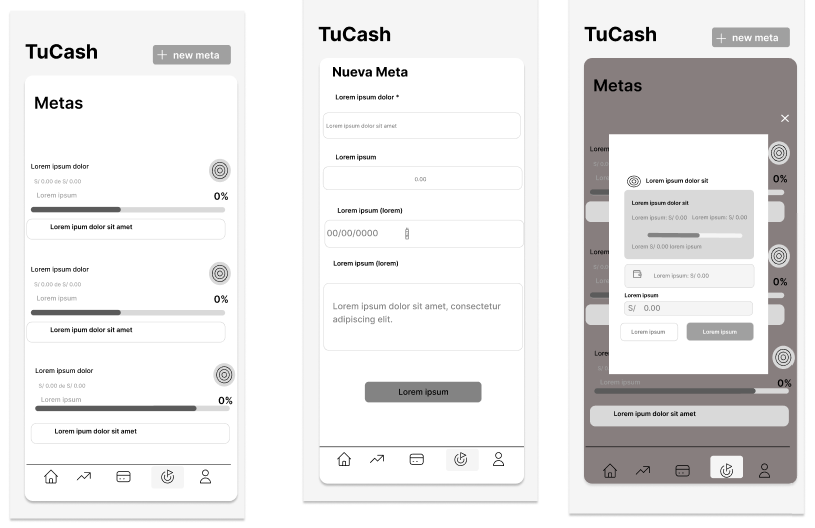 TuCash
+ new meta
Metas
Lorem ipsum dolor
S/ 0.00 de S/ 0.00
Lorem ipsum
0%
Lorem ipum dolor sit amet
Lorem ipsum dolor
S/ 0.00 de S/ 0.00
Lorem ipsum
0%
Lorem ipum dolor sit amet
Lorem ipsum dolor
S/ 0.00 de S/ 0.00
Lorem ipsum
0%
Lorem ipum dolor sit amet
TuCash
Nueva Meta
Lorem ipsum dolor *
Lorem ipsum dolor sit amet
Lorem ipsum
0.00
Lorem ipsum (lorem)
00/00/0000
Lorem ipsum (lorem)
Lorem ipsum dolor sit amet, consectetur
adipiscing elit.
Lorem ipsum
TuCash
+ new meta
Metas
Lorem ipsum dolor sit
Lorem ipsum dolor sit
Lorem ipsum: S/ 0.00 Lorem ipsum: S/ 0.00
Lorem S/ 0.00 lorem ipsum
Lorem ipsum: S/ 0.00
Lorem ipsum
S/ 0.00
Lorem ipsum
Lorem ipsum
0%
0%
Lorem ipsum
0%
Lorem ipum dolor sit amet